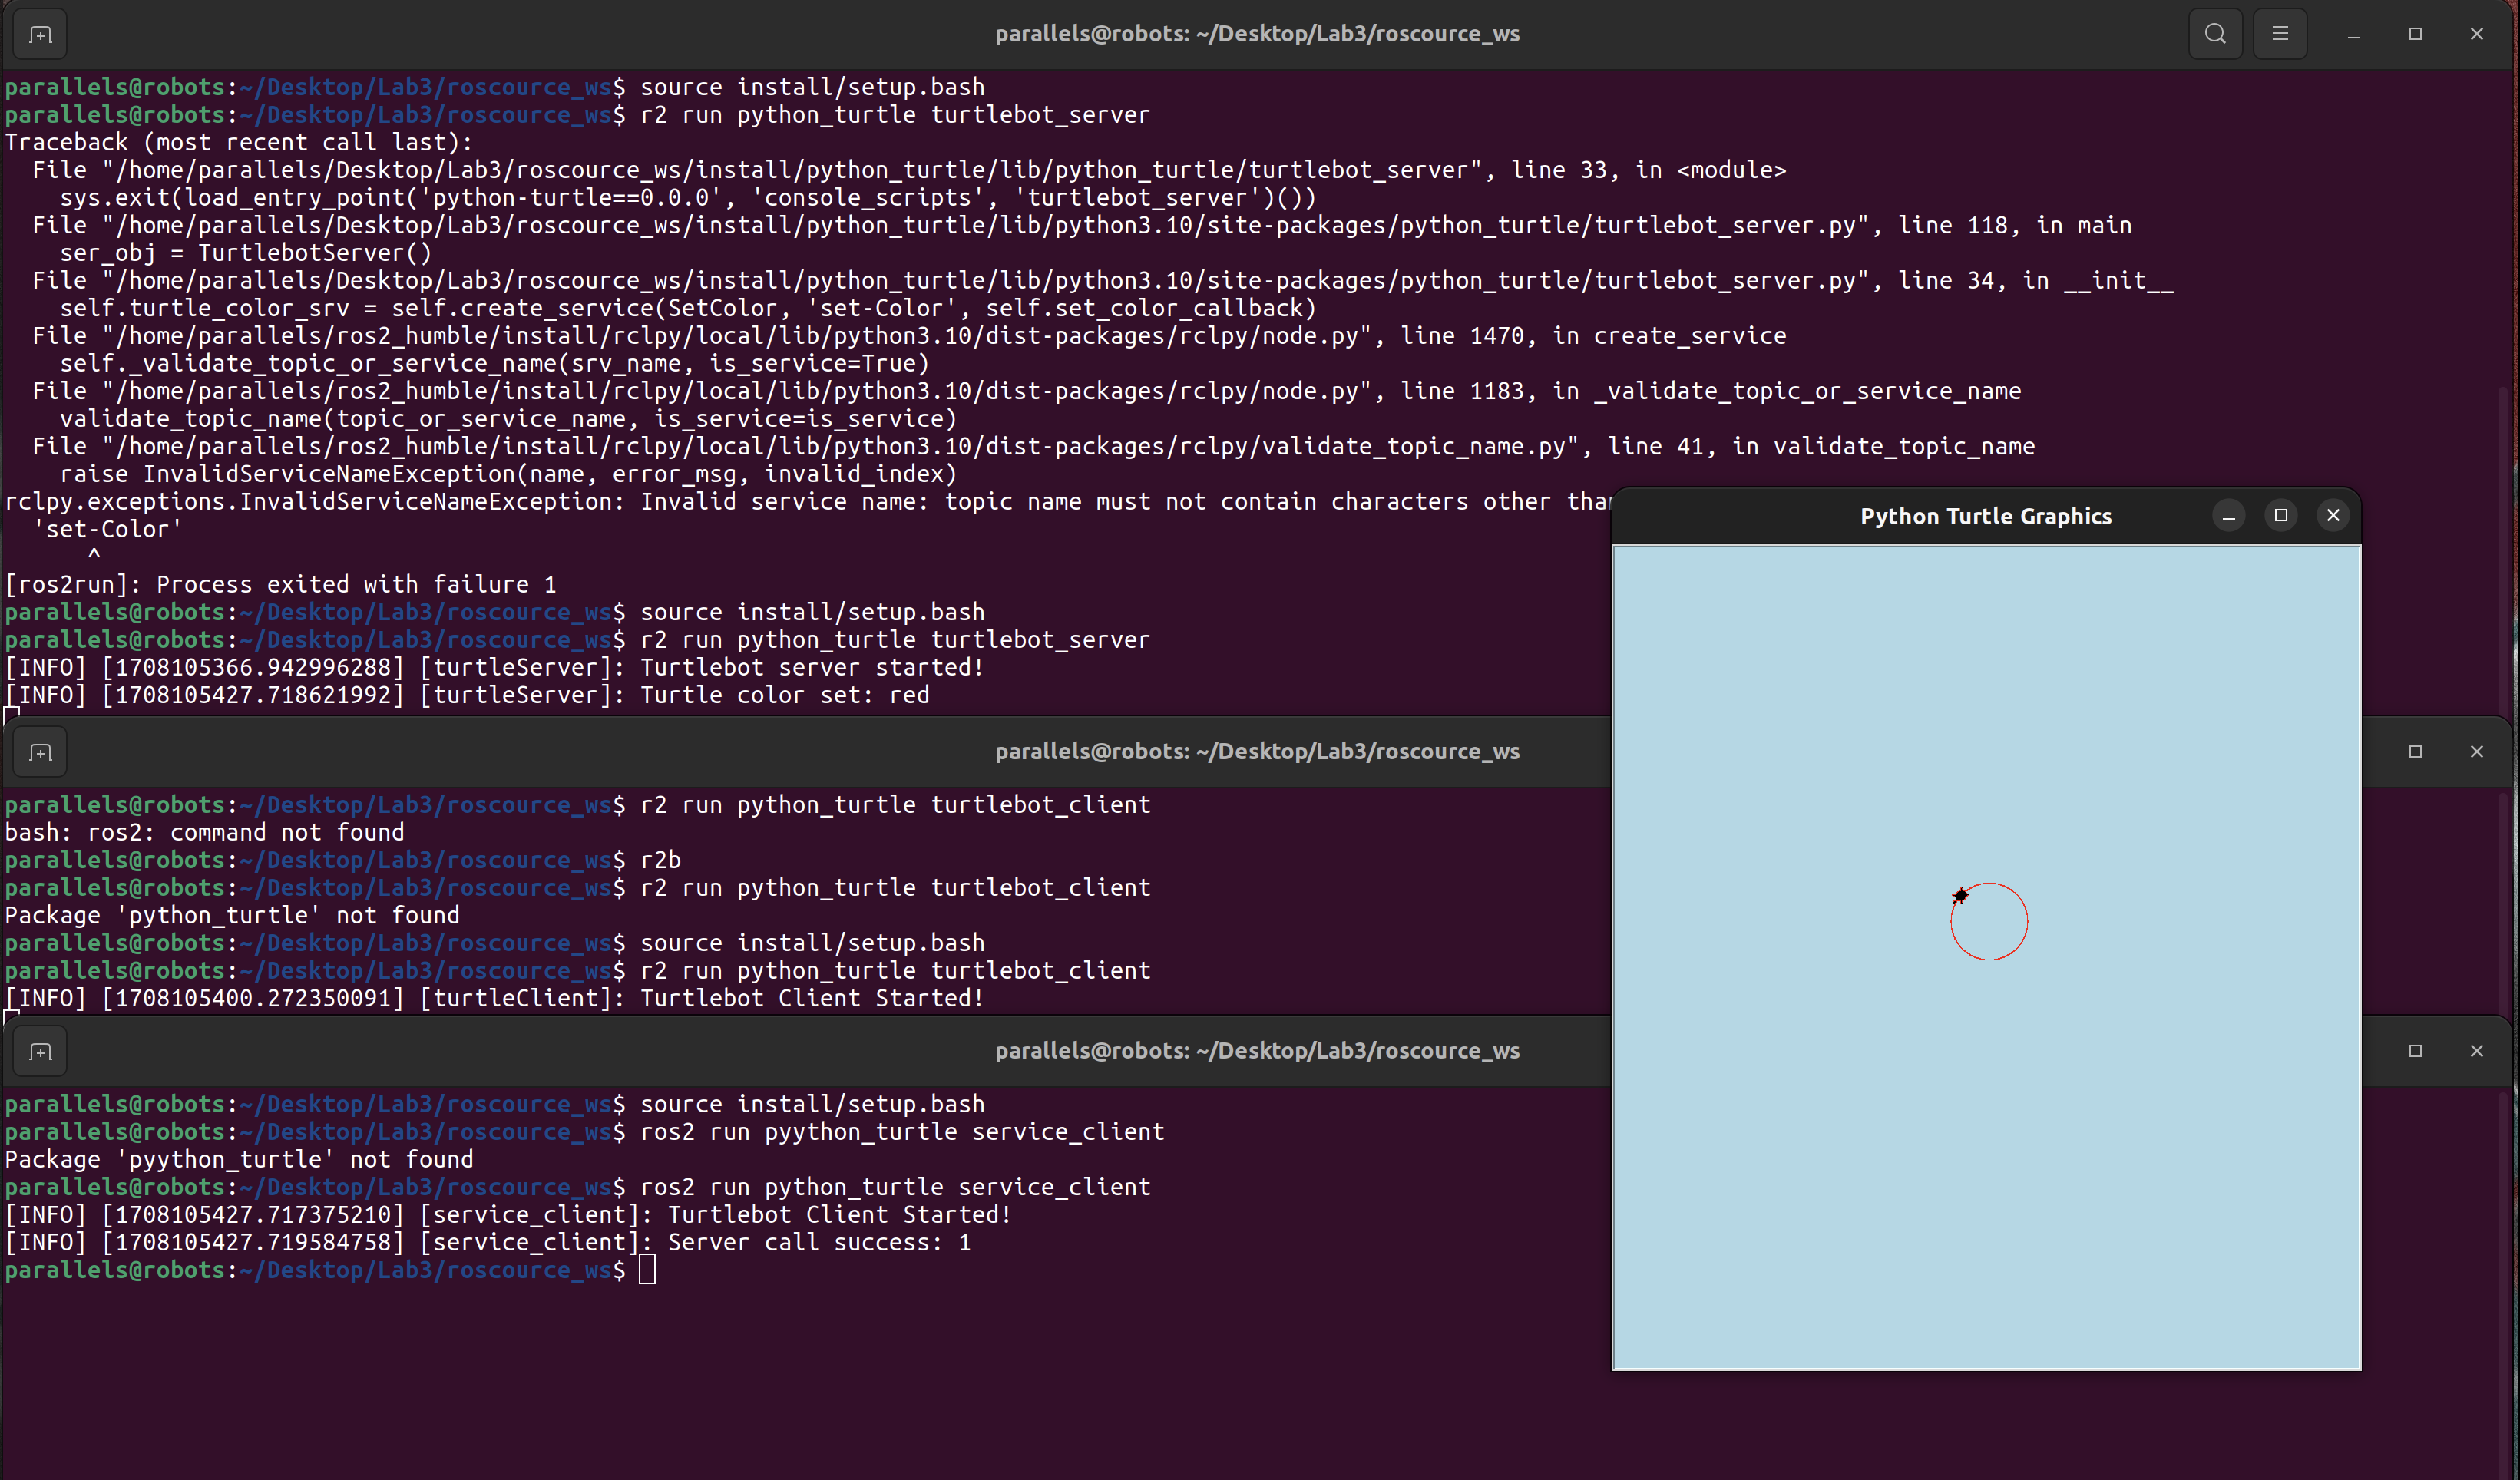 parallels@robots: ~/Desktop/Lab3/roscource_ws
parallels@robots:~/Desktop/Lab3/roscource_ws$ source install/setup.bash
parallels@robots:~/Desktop/Lab3/roscource_ws$ r2 run python_turtle turtlebot_server
Traceback (most recent call last):
  File "/home/parallels/Desktop/Lab3/roscource_ws/install/python_turtle/lib/python_turtle/turtlebot_server", line 33, in <module>
    sys.exit(load_entry_point('python-turtle==0.0.0', 'console_scripts', 'turtlebot_server')())
  File "/home/parallels/Desktop/Lab3/roscource_ws/install/python_turtle/lib/python3.10/site-packages/python_turtle/turtlebot_server.py", line 118, in main
    ser_obj = TurtlebotServer()
  File "/home/parallels/Desktop/Lab3/roscource_ws/install/python_turtle/lib/python3.10/site-packages/python_turtle/turtlebot_server.py", line 34, in __init__
    self.turtle_color_srv = self.create_service(SetColor, 'set-Color', self.set_color_callback)
  File "/home/parallels/ros2_humble/install/rclpy/local/lib/python3.10/dist-packages/rclpy/node.py", line 1470, in create_service
    self._validate_topic_or_service_name(srv_name, is_service=True)
  File "/home/parallels/ros2_humble/install/rclpy/local/lib/python3.10/dist-packages/rclpy/node.py", line 1183, in _validate_topic_or_service_name
    validate_topic_name(topic_or_service_name, is_service=is_service)
  File "/home/parallels/ros2_humble/install/rclpy/local/lib/python3.10/dist-packages/rclpy/validate_topic_name.py", line 41, in validate_topic_name
    raise InvalidServiceNameException(name, error_msg, invalid_index)
rclpy.exceptions.InvalidServiceNameException: Invalid service name: topic name must not contain characters other
  'set-Color'
      ^
[ros2run]: Process exited with failure 1
parallels@robots:~/Desktop/Lab3/roscource_ws$ source install/setup.bash
parallels@robots:~/Desktop/Lab3/roscource_ws$ r2 run python_turtle turtlebot_server
[INFO] [1708105366.942996288] [turtleServer]: Turtlebot server started!
[INFO] [1708105427.718621992] [turtleServer]: Turtle color set: red
Python Turtle Graphics
parallels@robots: ~/Desktop/Lab3/roscource_ws
parallels@robots:~/Desktop/Lab3/roscource_ws$ r2 run python_turtle turtlebot_client
bash: ros2: command not found
parallels@robots:~/Desktop/Lab3/roscource_ws$ r2b
parallels@robots:~/Desktop/Lab3/roscource_ws$ r2 run python_turtle turtlebot_client
Package 'python_turtle' not found
parallels@robots:~/Desktop/Lab3/roscource_ws$ source install/setup.bash
parallels@robots:~/Desktop/Lab3/roscource_ws$ r2 run python_turtle turtlebot_client
[INFO] [1708105400.272350091] [turtleClient]: Turtlebot Client Started!
parallels@robots: ~/Desktop/Lab3/roscource_ws
parallels@robots:~/Desktop/Lab3/roscource_ws$ source install/setup.bash
parallels@robots:~/Desktop/Lab3/roscource_ws$ ros2 run pyython_turtle service_client
Package 'pyython_turtle' not found
parallels@robots:~/Desktop/Lab3/roscource_ws$ ros2 run python_turtle service_client
[INFO] [1708105427.717375210] [service_client]: Turtlebot Client Started!
[INFO] [1708105427.719584758] [service_client]: Server call success: 1
parallels@robots:~/Desktop/Lab3/roscource_ws$